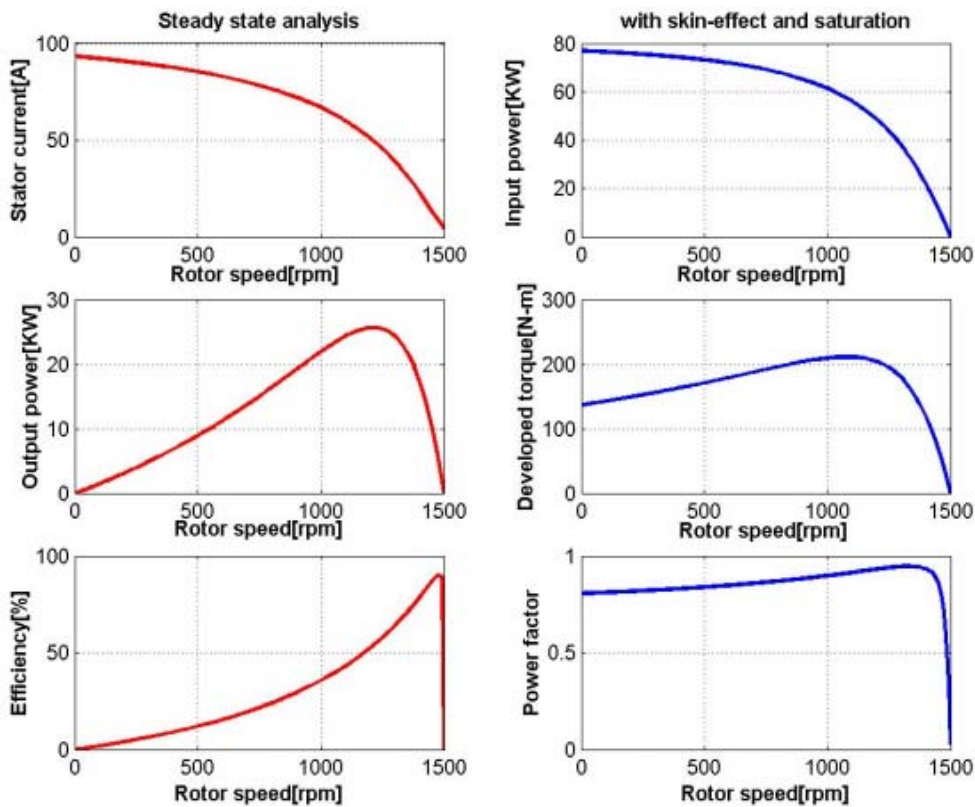 Steady state analysis
with skin-effect and saturation
Stator current[A]
100
50
0
0 500 1000 1500
Rotor speed[rpm]
Input power[KW]
80
60
40
20
0
0 500 1000 1500
Rotor speed[rpm]
Output power[KW]
30
20
10
0
0 500 1000 1500
Rotor speed[rpm]
Developed torque[N-m]
300
200
100
0
0 500 1000 1500
Rotor speed[rpm]
Efficiency[%]
100
50
0
0 500 1000 1500
Rotor speed[rpm]
Power factor
1
0.5
0
0 500 1000 1500
Rotor speed[rpm]